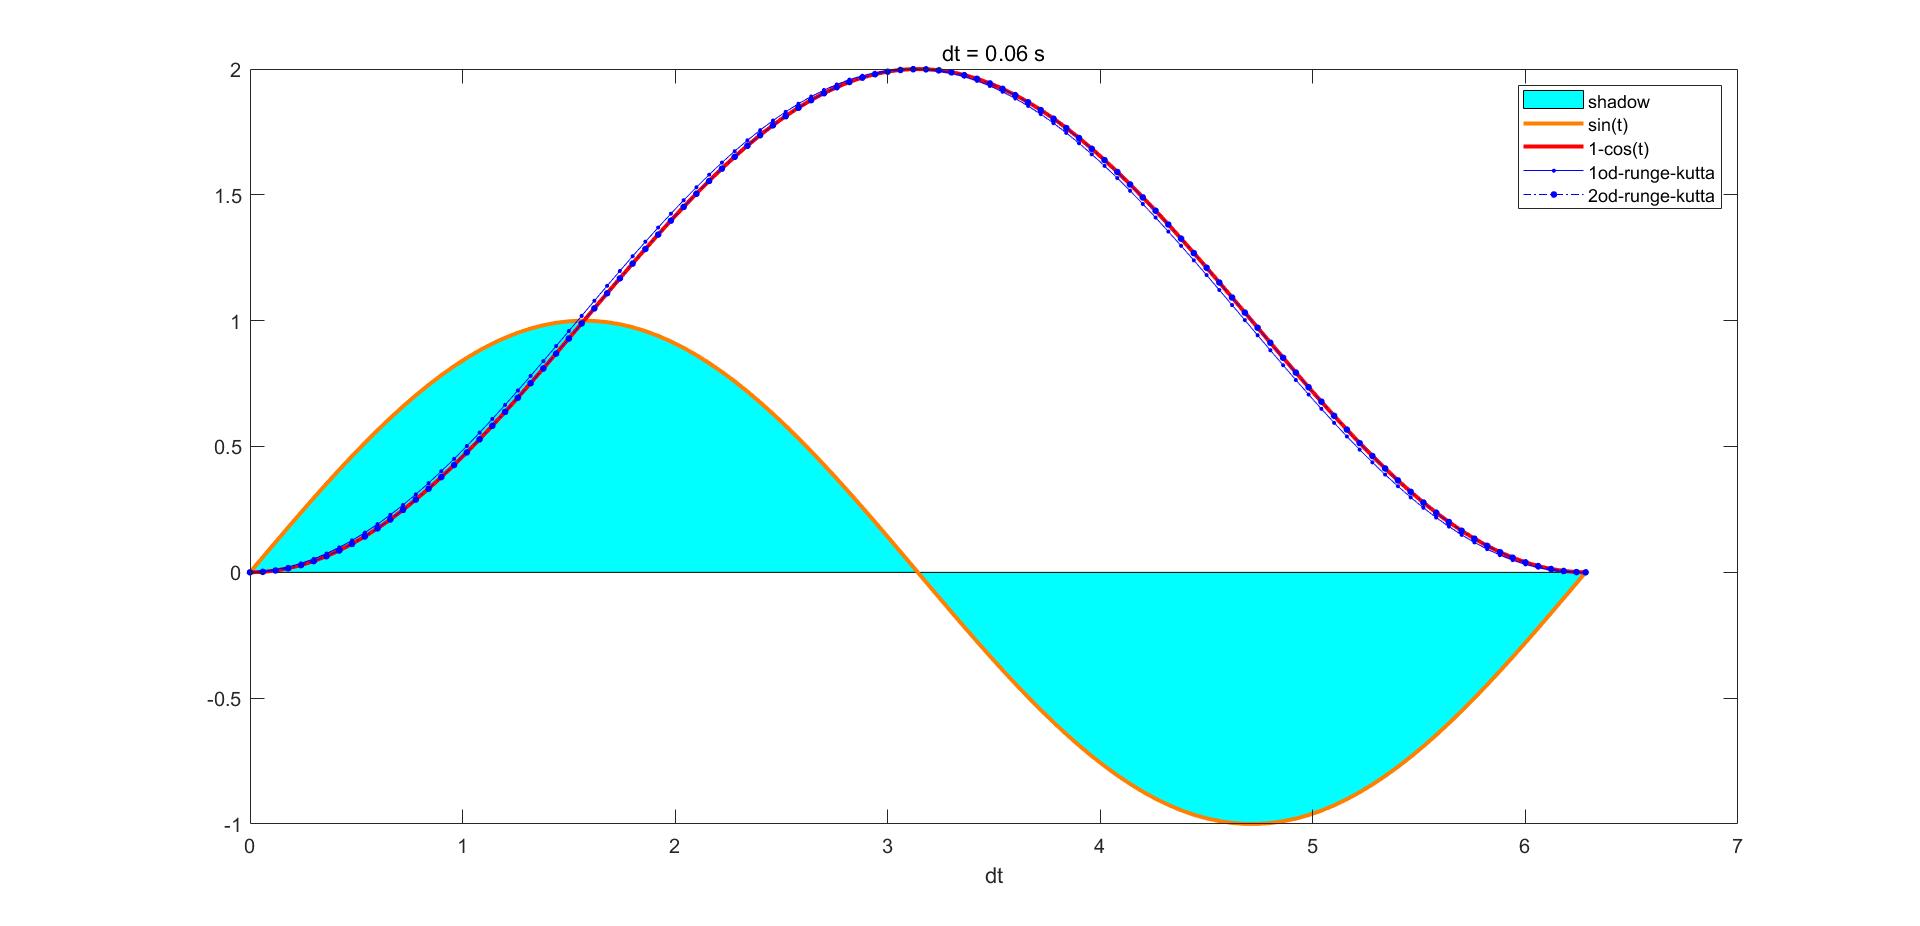 dt = 0.06 s
2
1.5
1
0.5
0
-0.5
-1
shadow
sin(t)
1-cos(t)
1od-runge-kutta
2od-runge-kutta
0 1 2 3 4 5 6 7
dt